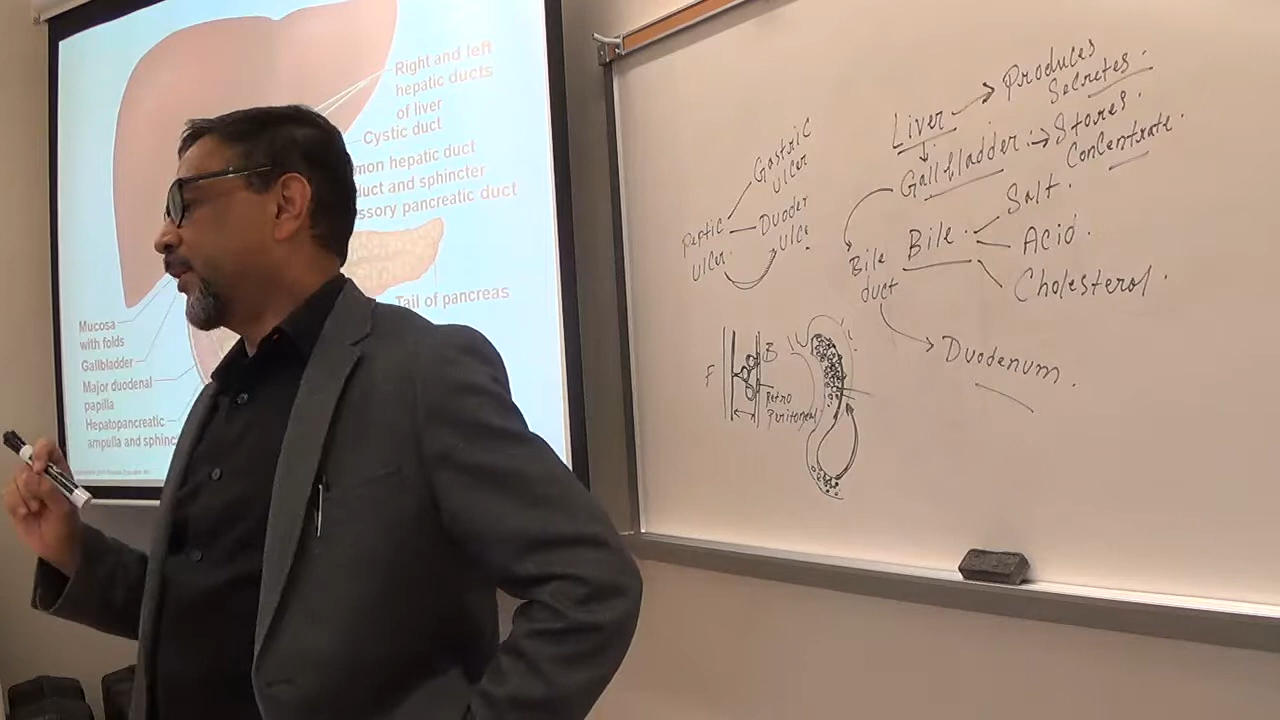 Right and left
hepatic ducts
of liver
Cystic duct
mon hepatic duct
duct and sphincter
ssory pancreatic duct
Tail of pancreas
Mucosa
with folds
Gallbladder
Major duodenal
papilla
Hepatopancreatic
ampulla and sphinc
Peptic
Ulcer.
Gastric
Ulcer
Duoden
Ulce
F
B
Retro
Peritoneal
Liver → Produces
Secretes.
Gallbladder. → Stores.
Concentrate.
Bile
duct
Bile.
Salt.
Acid.
Cholesterol.
Duodenum.